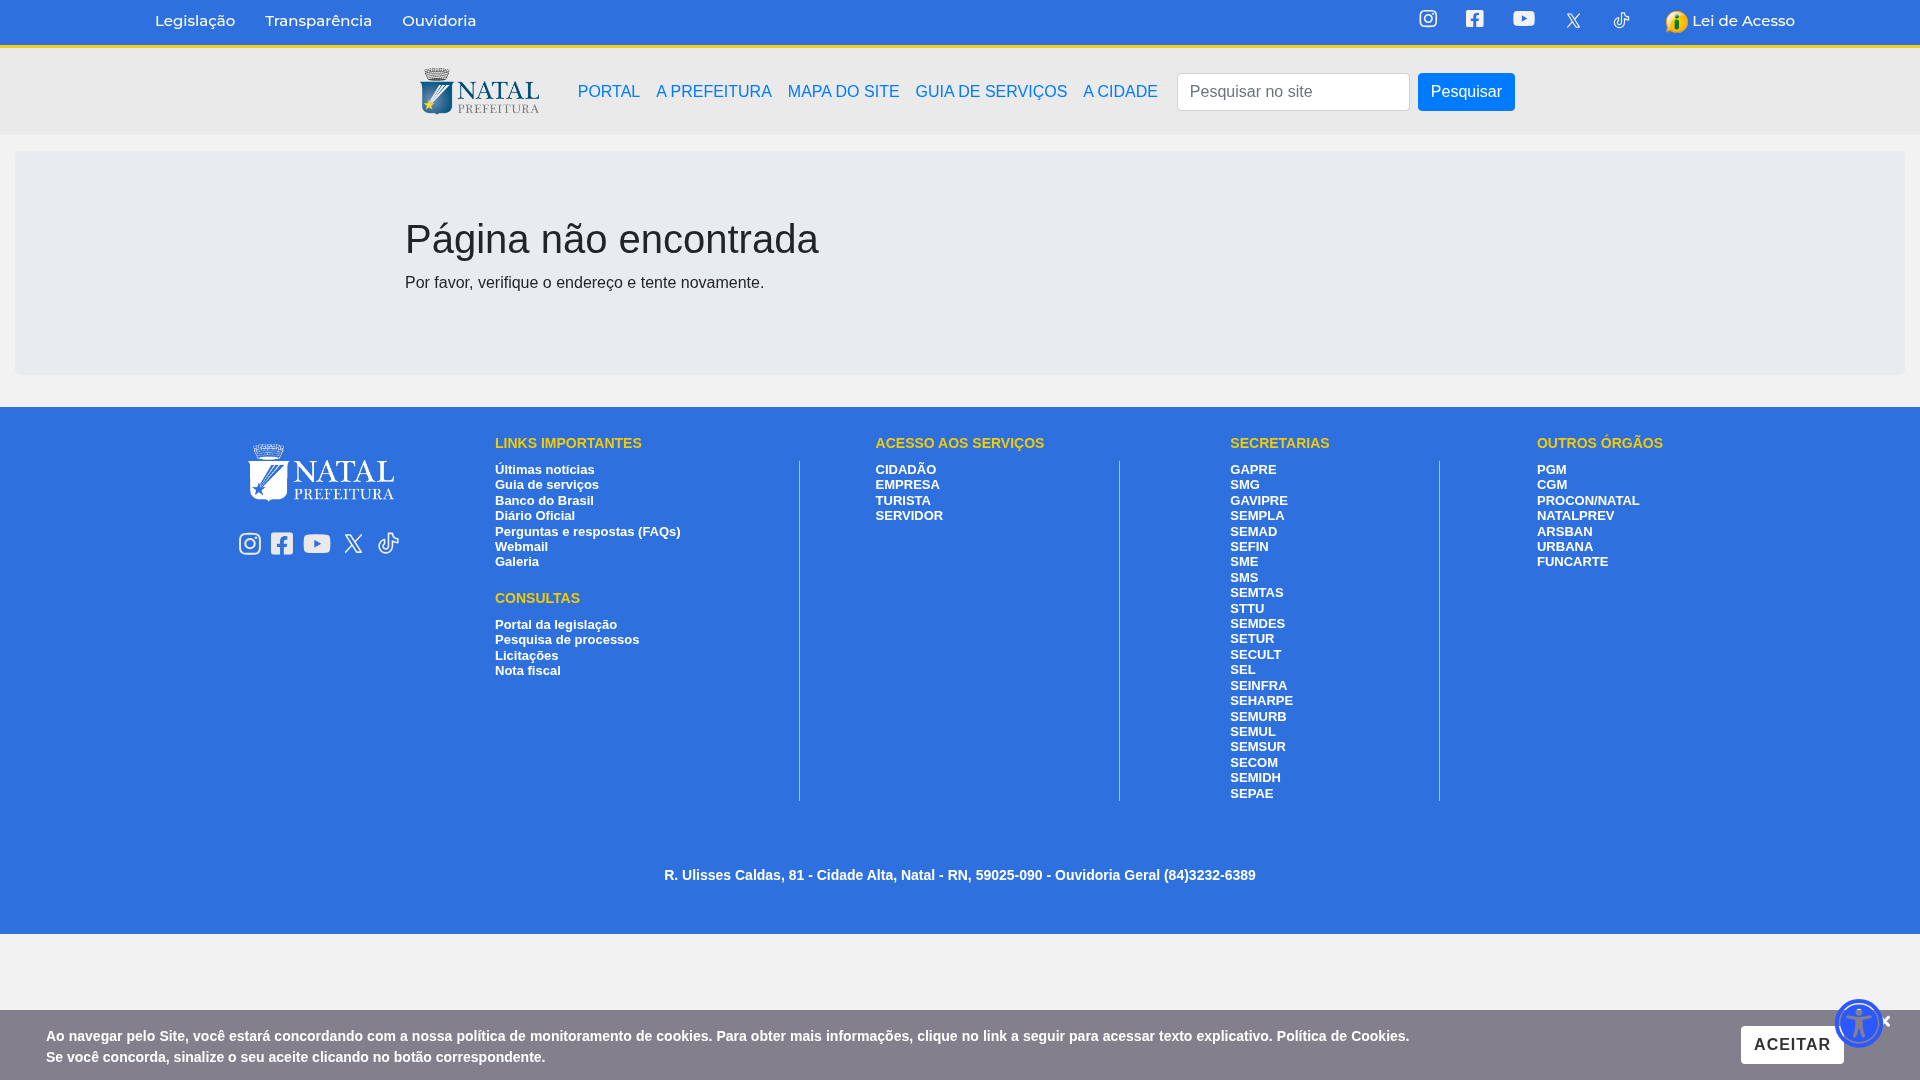 Legislação Transparência Ouvidoria Lei de Acesso
NATAL
PREFEITURA
PORTAL A PREFEITURA MAPA DO SITE GUIA DE SERVIÇOS A CIDADE Pesquisar no site Pesquisar
Página não encontrada
Por favor, verifique o endereço e tente novamente.
NATAL
PREFEITURA
LINKS IMPORTANTES
Últimas notícias
Guia de serviços
Banco do Brasil
Diário Oficial
Perguntas e respostas (FAQs)
Webmail
Galeria
CONSULTAS
Portal da legislação
Pesquisa de processos
Licitações
Nota fiscal
ACESSO AOS SERVIÇOS
CIDADÃO
EMPRESA
TURISTA
SERVIDOR
SECRETARIAS
GAPRE
SMG
GAVIPRE
SEMPLA
SEMAD
SEFIN
SME
SMS
SEMTAS
STTU
SEMDES
SETUR
SECULT
SEL
SEINFRA
SEHARPE
SEMURB
SEMUL
SEMSUR
SECOM
SEMIDH
SEPAE
OUTROS ÓRGÃOS
PGM
CGM
PROCON/NATAL
NATALPREV
ARSBAN
URBANA
FUNCARTE
R. Ulisses Caldas, 81 - Cidade Alta, Natal - RN, 59025-090 - Ouvidoria Geral (84)3232-6389
Ao navegar pelo Site, você estará concordando com a nossa política de monitoramento de cookies. Para obter mais informações, clique no link a seguir para acessar texto explicativo. Política de Cookies.
Se você concorda, sinalize o seu aceite clicando no botão correspondente.
ACEITAR